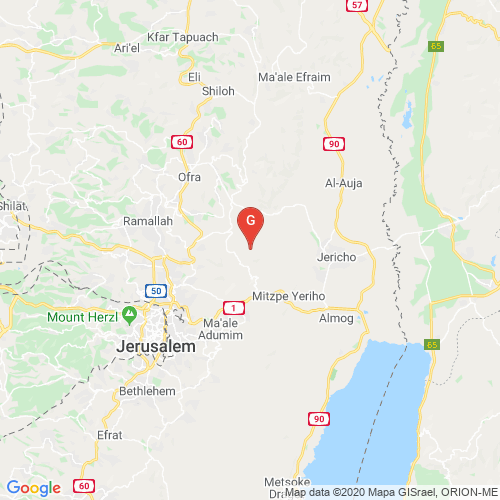 57
Kfar Tapuach
Ari'el
65
Eli
Ma'ale Efraim
Shiloh
60
90
Ofra
Al-Auja
Shilat
Ramallah
G
Jericho
50
Mitzpe Yeriho
1
Mount Herzl
Almog
Ma'ale
Adumim
Jerusalem
65
Bethlehem
90
Efrat
Metsoke
Dra
60
Google
Map data ©2020 Mapa GISrael, ORION-ME